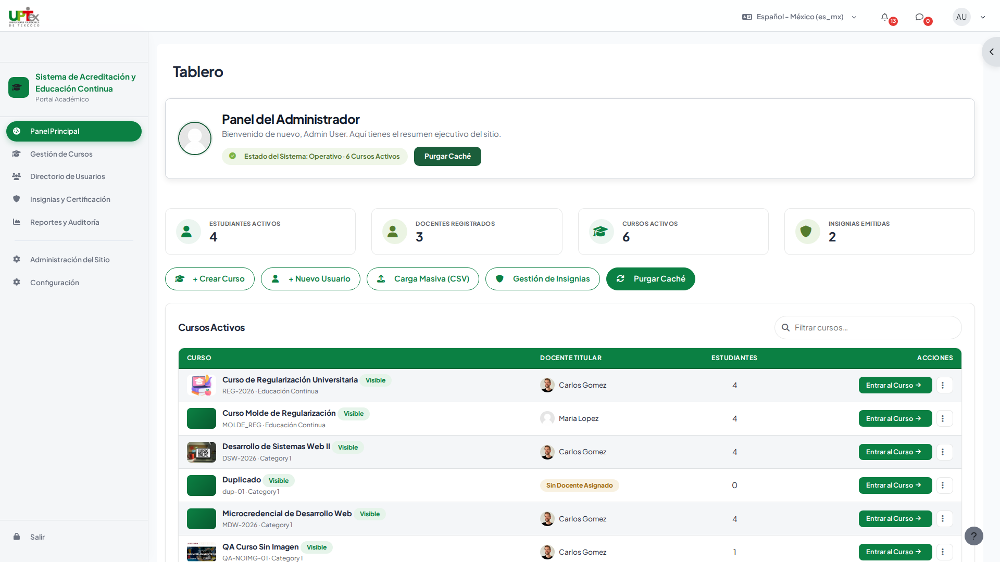 UPTex
UNIVERSIDAD POLITÉCNICA
DE TEXCOCO
Español - México (es_mx)
13
0
AU
Sistema de Acreditación y
Educación Continua
Portal Académico
Panel Principal
Gestión de Cursos
Directorio de Usuarios
Insignias y Certificación
Reportes y Auditoría
Administración del Sitio
Configuración
Salir
Tablero
Panel del Administrador
Bienvenido de nuevo, Admin User. Aquí tienes el resumen ejecutivo del sitio.
Estado del Sistema: Operativo · 6 Cursos Activos
Purgar Caché
ESTUDIANTES ACTIVOS
4
DOCENTES REGISTRADOS
3
CURSOS ACTIVOS
6
INSIGNIAS EMITIDAS
2
+ Crear Curso
+ Nuevo Usuario
Carga Masiva (CSV)
Gestión de Insignias
Purgar Caché
Cursos Activos
Filtrar cursos...
CURSO DOCENTE TITULAR ESTUDIANTES ACCIONES
Curso de Regularización Universitaria Visible
REG-2026 · Educación Continua
Carlos Gomez
4
Entrar al Curso →
Curso Molde de Regularización Visible
MOLDE_REG · Educación Continua
Maria Lopez
4
Entrar al Curso →
CURSOS
ONLINE
Desarrollo de Sistemas Web II Visible
DSW-2026 · Category 1
Carlos Gomez
4
Entrar al Curso →
Duplicado Visible
dup-01 · Category 1
Sin Docente Asignado
0
Entrar al Curso →
Microcredencial de Desarrollo Web Visible
MDW-2026 · Category 1
Carlos Gomez
4
Entrar al Curso →
QA Curso Sin Imagen Visible
QA-NOIMG-01 · Category 1
Carlos Gomez
1
Entrar al Curso →
?